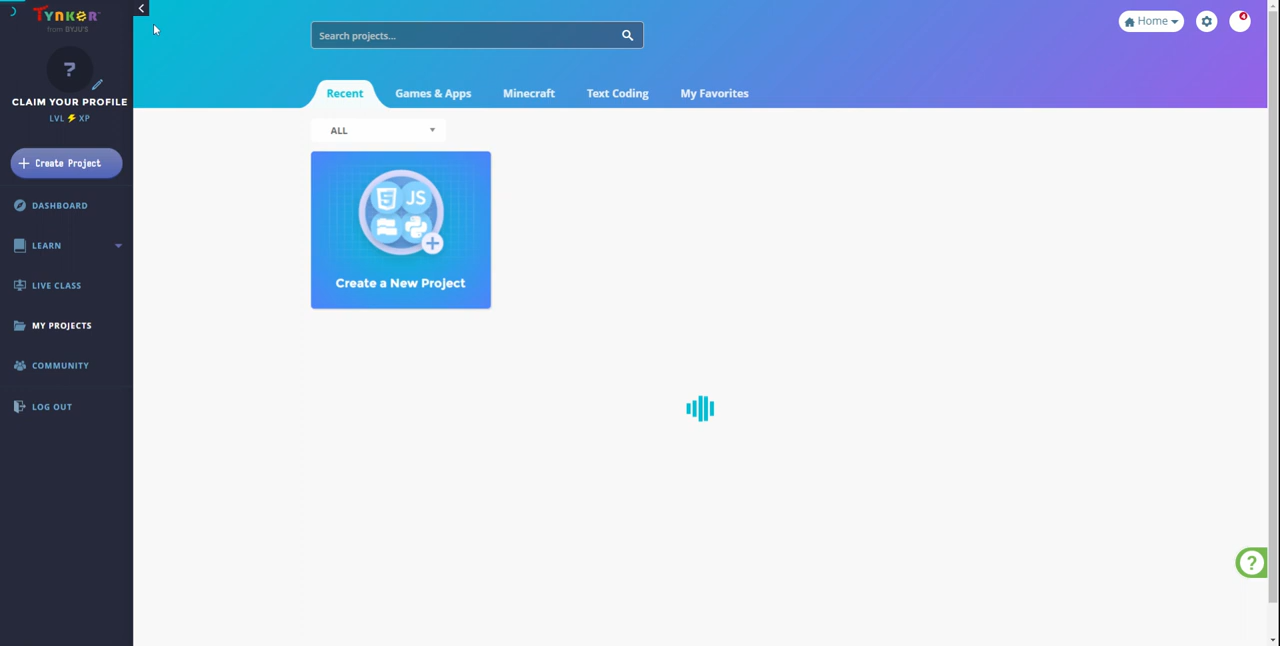 TYNKER
from BYJU'S
?
CLAIM YOUR PROFILE
LVL XP
+ Create Project
DASHBOARD
LEARN
LIVE CLASS
MY PROJECTS
COMMUNITY
LOG OUT
Search projects...
Home
4
Recent
Games & Apps
Minecraft
Text Coding
My Favorites
ALL
JS
Create a New Project
?